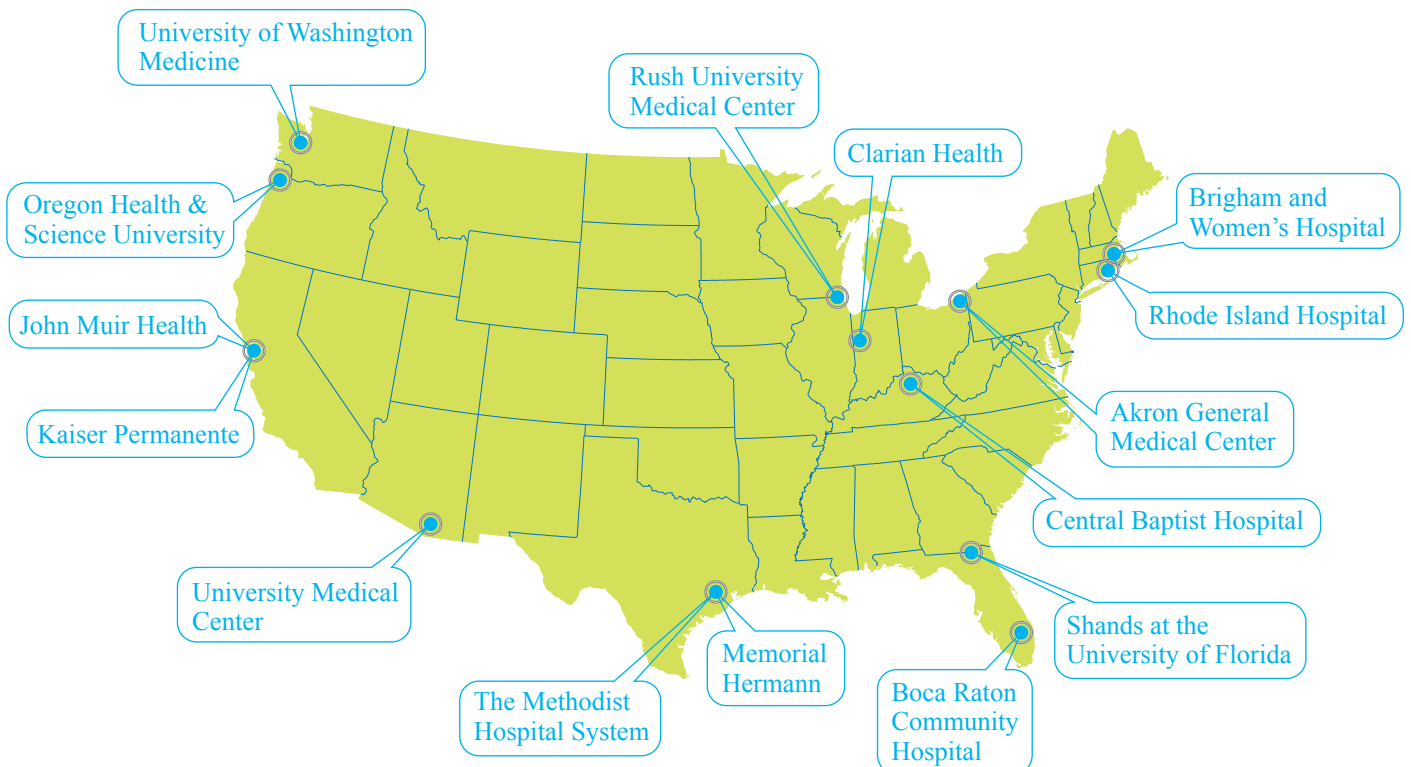 University of Washington
Medicine
Rush University
Medical Center
Clarian Health
Oregon Health &
Science University
Brigham and
Women’s Hospital
John Muir Health
Rhode Island Hospital
Kaiser Permanente
Akron General
Medical Center
Central Baptist Hospital
University Medical
Center
Shands at the
University of Florida
Memorial
Hermann
The Methodist
Hospital System
Boca Raton
Community
Hospital